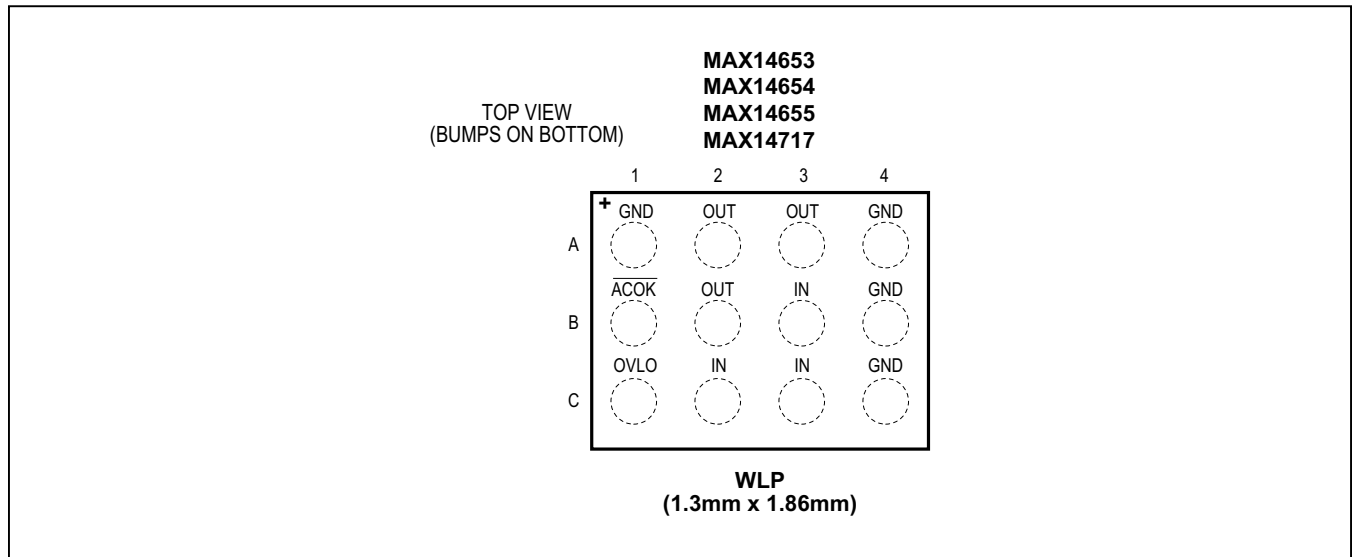 MAX14653
MAX14654
TOP VIEW MAX14655
(BUMPS ON BOTTOM) MAX14717
1 2 3 4
+ GND OUT OUT GND
A
ACOK OUT IN GND
B
OVLO IN IN GND
C
WLP
(1.3mm x 1.86mm)